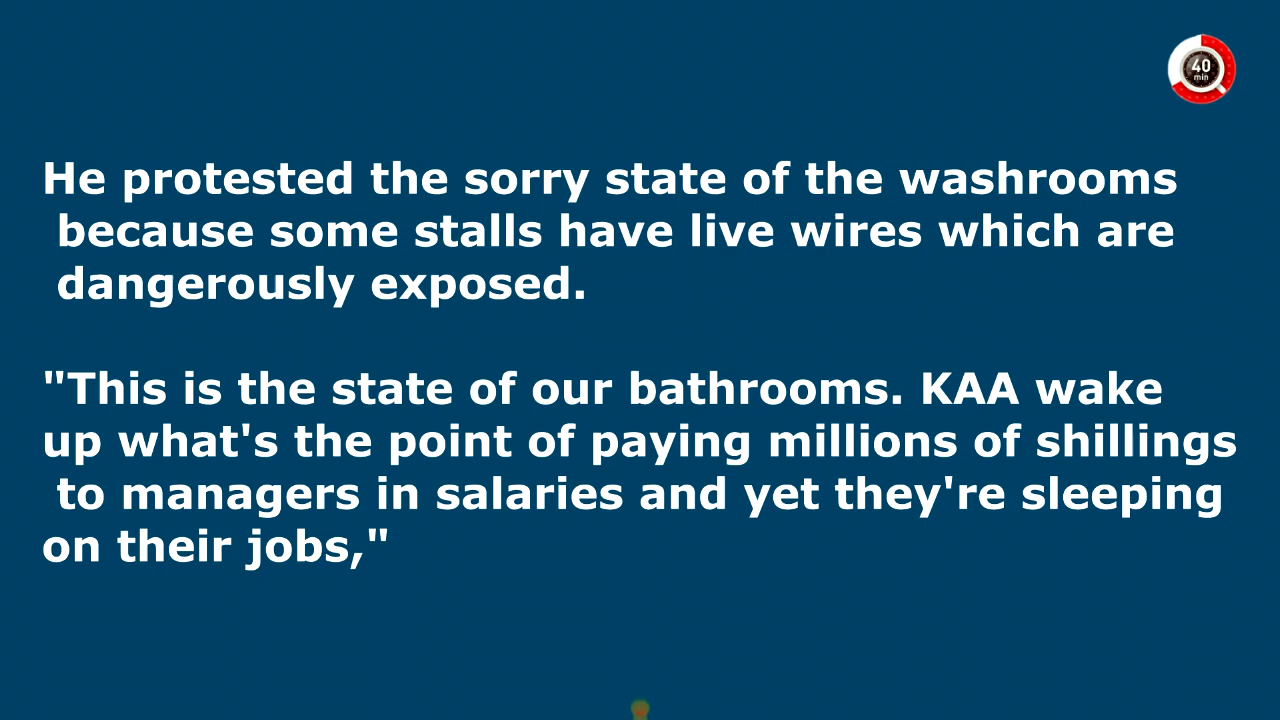 40
min
He protested the sorry state of the washrooms
because some stalls have live wires which are
dangerously exposed.
"This is the state of our bathrooms. KAA wake
up what's the point of paying millions of shillings
to managers in salaries and yet they're sleeping
on their jobs,"